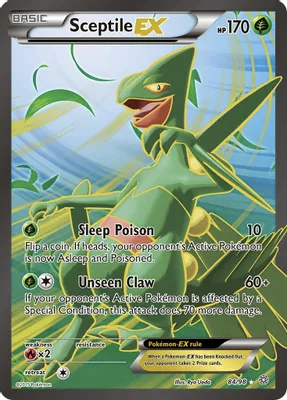 BASIC
Sceptile EX HP170
Sleep Poison 10
Flip a coin. If heads, your opponent's Active Pokémon
is now Asleep and Poisoned.
Unseen Claw 60+
If your opponent's Active Pokémon is affected by a
Special Condition, this attack does 70 more damage.
weakness resistance
×2
Pokémon-EX rule
When a Pokémon-EX has been Knocked Out,
your opponent takes 2 Prize cards.
retreat
Illus. Ryo Ueda
84/98